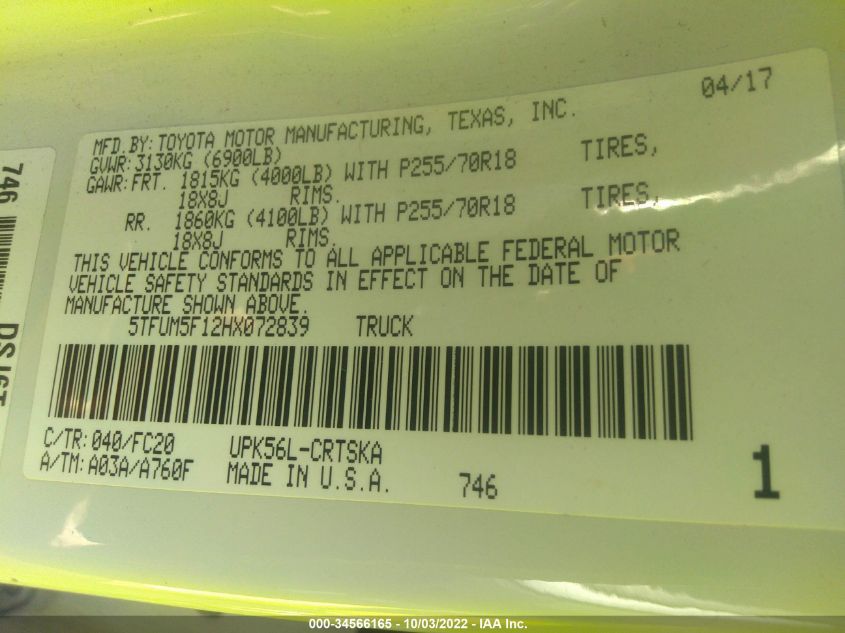 04/17
MFD.BY:TOYOTA MOTOR MANUFACTURING, TEXAS, INC.
GVWR:3130KG (6900LB)
GAWR:FRT. 1815KG (4000LB) WITH P255/70R18 TIRES,
18X8J RIMS.
RR. 1860KG (4100LB) WITH P255/70R18 TIRES,
18X8J RIMS.
THIS VEHICLE CONFORMS TO ALL APPLICABLE FEDERAL MOTOR
VEHICLE SAFETY STANDARDS IN EFFECT ON THE DATE OF
MANUFACTURE SHOWN ABOVE.
5TFUM5F12HX072839 TRUCK
C/TR:040/FC20 UPK56L-CRTSKA
A/TM:A03A/A760F MADE IN U.S.A. 746
1
746
000-34566165 - 10/03/2022 - IAA Inc.